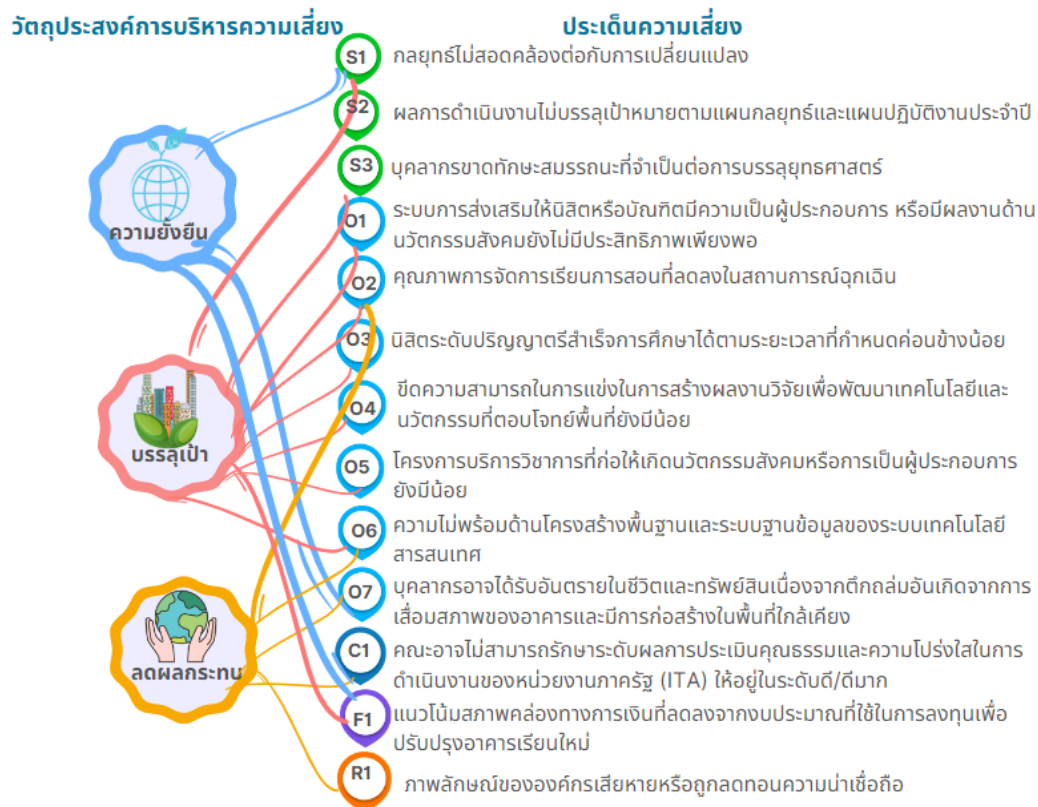 วัตถุประสงค์การบริหารความเสี่ยง
ประเด็นความเสี่ยง
S1 กลยุทธ์ไม่สอดคล้องต่อกับการเปลี่ยนแปลง
S2 ผลการดำเนินงานไม่บรรลุเป้าหมายตามแผนกลยุทธ์และแผนปฏิบัติงานประจำปี
S3 บุคลากรขาดทักษะสมรรถนะที่จำเป็นต่อการบรรลุยุทธศาสตร์
O1 ระบบการส่งเสริมให้นิสิตหรือบัณฑิตมีความเป็นผู้ประกอบการ หรือมีผลงานด้าน
นวัตกรรมสังคมยังไม่มีประสิทธิภาพเพียงพอ
ความยั่งยืน
O2 คุณภาพการจัดการเรียนการสอนที่ลดลงในสถานการณ์ฉุกเฉิน
O3 นิสิตระดับปริญญาตรีสำเร็จการศึกษาได้ตามระยะเวลาที่กำหนดค่อนข้างน้อย
O4 ขีดความสามารถในการแข่งในการสร้างผลงานวิจัยเพื่อพัฒนาเทคโนโลยีและ
นวัตกรรมที่ตอบโจทย์พื้นที่ยังมีน้อย
บรรลุเป้า
O5 โครงการบริการวิชาการที่ก่อให้เกิดนวัตกรรมสังคมหรือการเป็นผู้ประกอบการ
ยังมีน้อย
O6 ความไม่พร้อมด้านโครงสร้างพื้นฐานและระบบฐานข้อมูลของระบบเทคโนโลยี
สารสนเทศ
O7 บุคลากรอาจได้รับอันตรายในชีวิตและทรัพย์สินเนื่องจากตึกถล่มอันเกิดจากการ
เสื่อมสภาพของอาคารและมีการก่อสร้างในพื้นที่ใกล้เคียง
C1 คณะอาจไม่สามารถรักษาระดับผลการประเมินคุณธรรมและความโปร่งใสในการ
ดำเนินงานของหน่วยงานภาครัฐ (ITA) ให้อยู่ในระดับดี/ดีมาก
ลดผลกระทบ
F1 แนวโน้มสภาพคล่องทางการเงินที่ลดลงจากงบประมาณที่ใช้ในการลงทุนเพื่อ
ปรับปรุงอาคารเรียนใหม่
R1 ภาพลักษณ์ขององค์กรเสียหายหรือถูกลดทอนความน่าเชื่อถือ